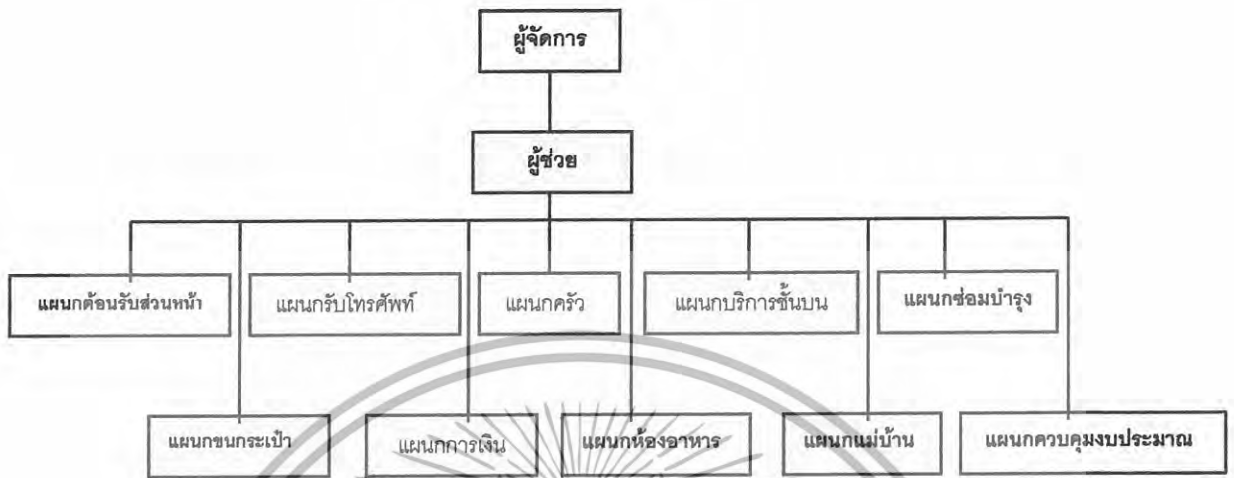 ผู้จัดการ
ผู้ช่วย
แผนกต้อนรับส่วนหน้า
แผนกรับโทรศัพท์
แผนกครัว
แผนกบริการชั้นบน
แผนกซ่อมบำรุง
แผนกขนกระเป๋า
แผนกการเงิน
แผนกห้องอาหาร
แผนกแม่บ้าน
แผนกควบคุมงบประมาณ